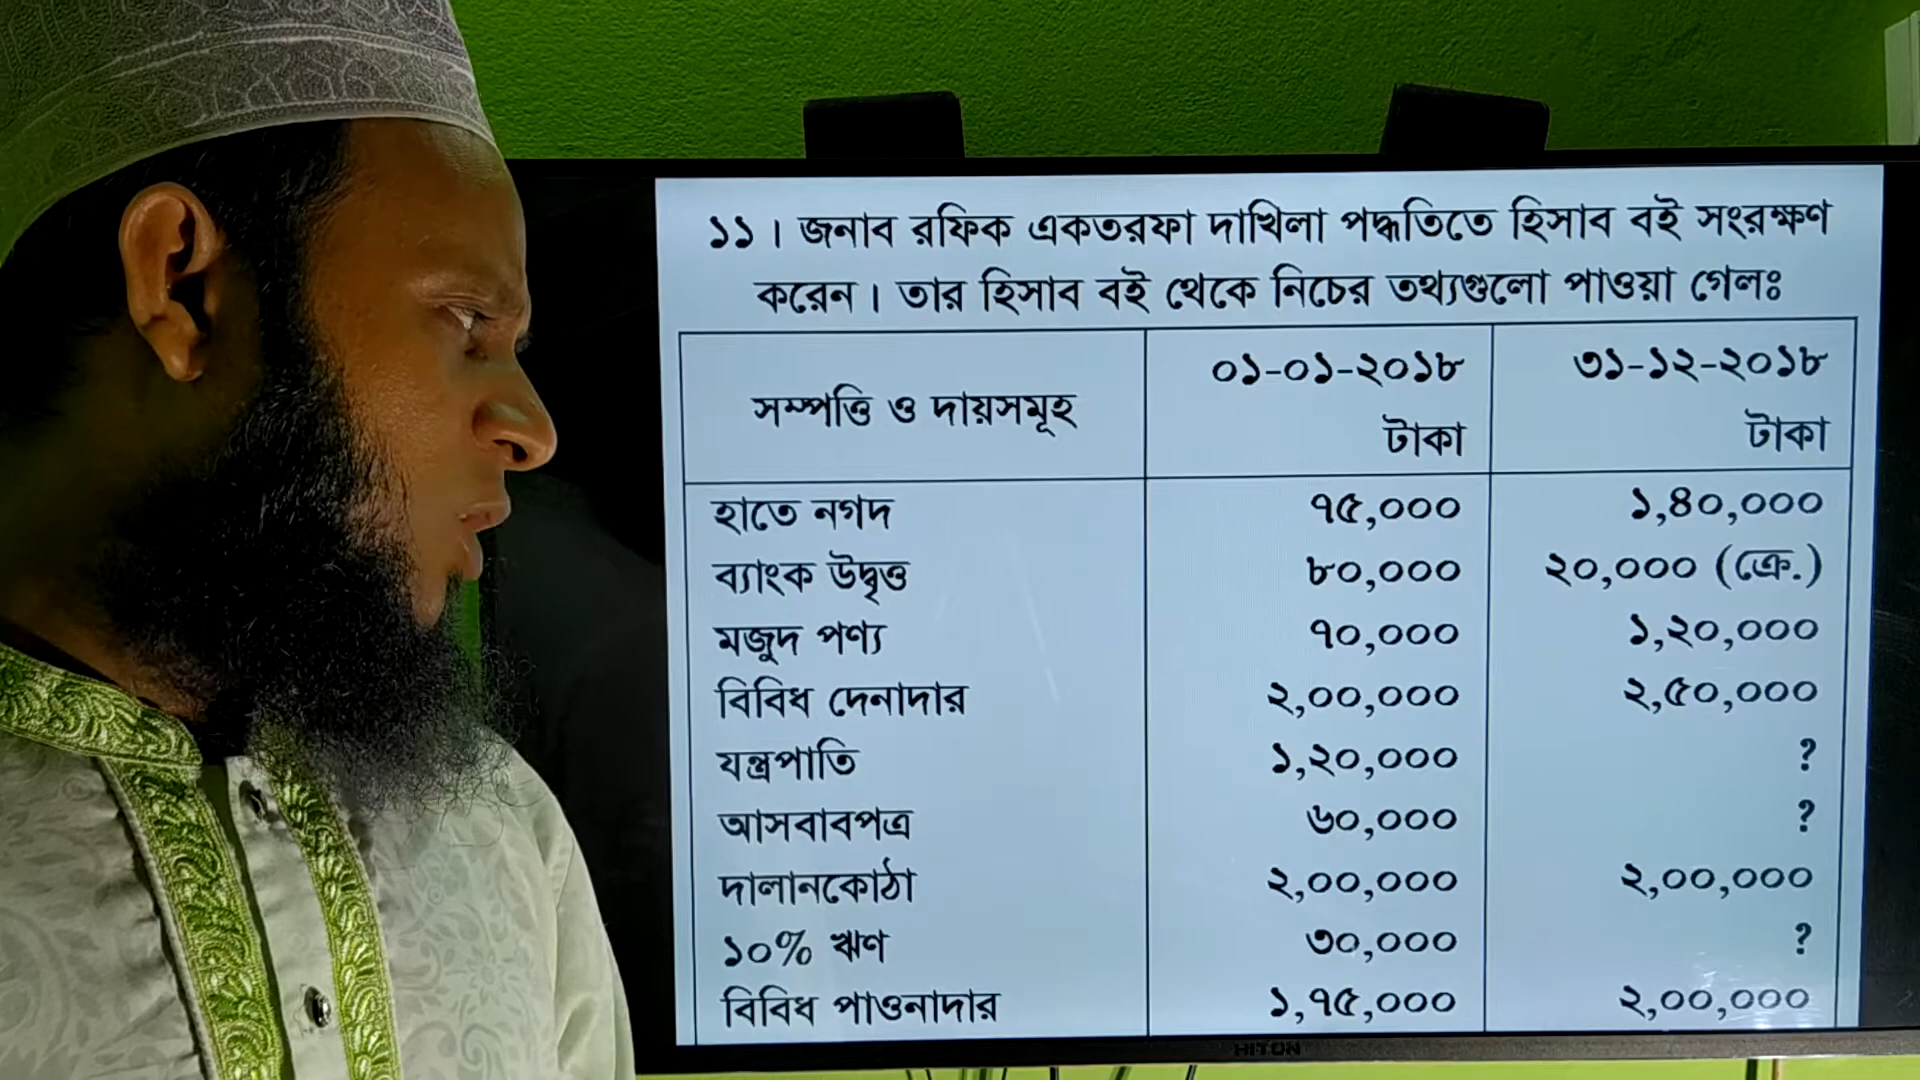 ১১। জনাব রফিক একতরফা দাখিলা পদ্ধতিতে হিসাব বই সংরক্ষণ
করেন। তার হিসাব বই থেকে নিচের তথ্যগুলো পাওয়া গেলঃ
সম্পত্তি ও দায়সমূহ ০১-০১-২০১৮ টাকা ৩১-১২-২০১৮ টাকা
হাতে নগদ ৭৫,০০০ ১,৪০,০০০
ব্যাংক উদ্বৃত্ত ৮০,০০০ ২০,০০০ (ক্রে.)
মজুদ পণ্য ৭০,০০০ ১,২০,০০০
বিবিধ দেনাদার ২,০০,০০০ ২,৫০,০০০
যন্ত্রপাতি ১,২০,০০০ ?
আসবাবপত্র ৬০,০০০ ?
দালানকোঠা ২,০০,০০০ ২,০০,০০০
১০% ঋণ ৩০,০০০ ?
বিবিধ পাওনাদার ১,৭৫,০০০ ২,০০,০০০
HITON